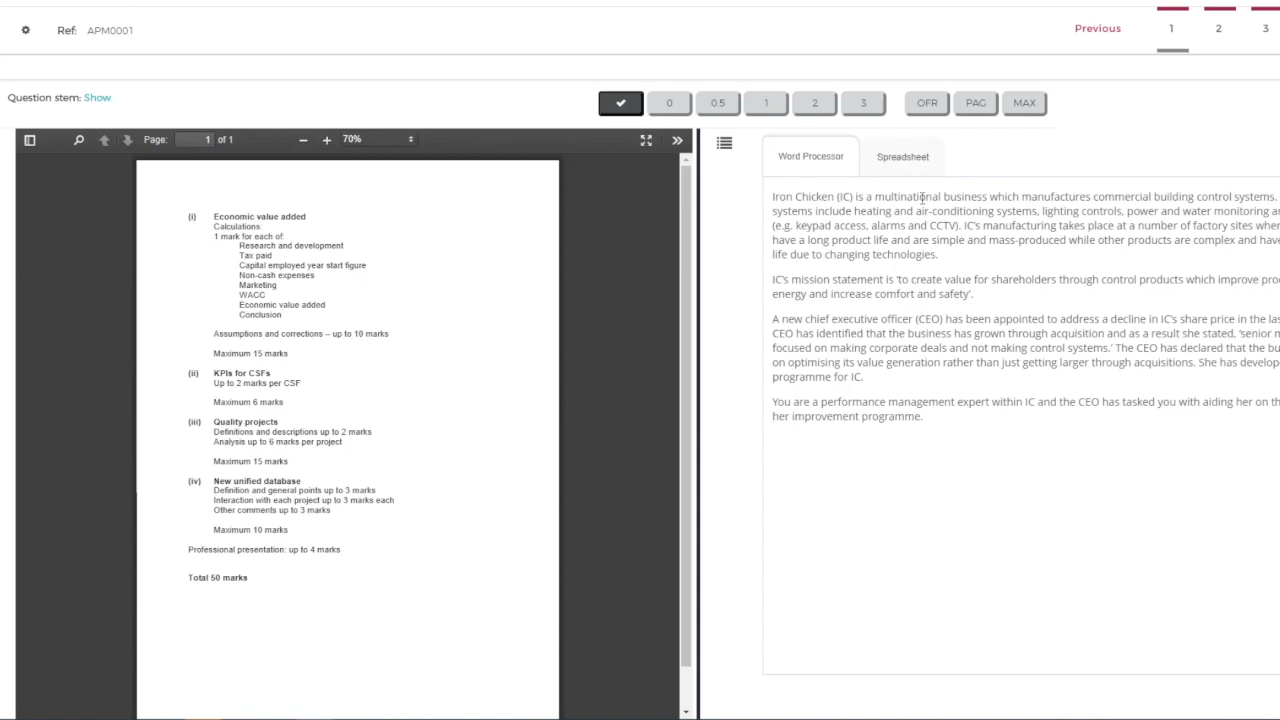 Ref: APM0001
Previous 1 2 3
Question stem: Show
0 0.5 1 2 3 OFR PAG MAX
Page: 1 of 1 70%
(i) Economic value added
Calculations:
1 mark for each of:
Research and development
Tax paid
Capital employed year start figure
Non-cash expenses
Marketing
WACC
Economic value added
Conclusion
Assumptions and corrections – up to 10 marks
Maximum 15 marks
(ii) KPIs for CSFs
Up to 2 marks per CSF
Maximum 6 marks
(iii) Quality projects
Definitions and descriptions up to 2 marks
Analysis up to 6 marks per project
Maximum 15 marks
(iv) New unified database
Definition and general points up to 3 marks
Interaction with each project up to 3 marks each
Other comments up to 3 marks
Maximum 10 marks
Professional presentation: up to 4 marks
Total 50 marks
Word Processor Spreadsheet
Iron Chicken (IC) is a multinational business which manufactures commercial building control systems.
systems include heating and air-conditioning systems, lighting controls, power and water monitoring
(e.g. keypad access, alarms and CCTV). IC's manufacturing takes place at a number of factory sites
have a long product life and are simple and mass-produced while other products are complex and
life due to changing technologies.
IC's mission statement is 'to create value for shareholders through control products which improve
energy and increase comfort and safety'.
A new chief executive officer (CEO) has been appointed to address a decline in IC's share price in the
CEO has identified that the business has grown through acquisition and as a result she stated, 'senior
focused on making corporate deals and not making control systems.' The CEO has declared that the
on optimising its value generation rather than just getting larger through acquisitions. She has
programme for IC.
You are a performance management expert within IC and the CEO has tasked you with aiding her on
her improvement programme.